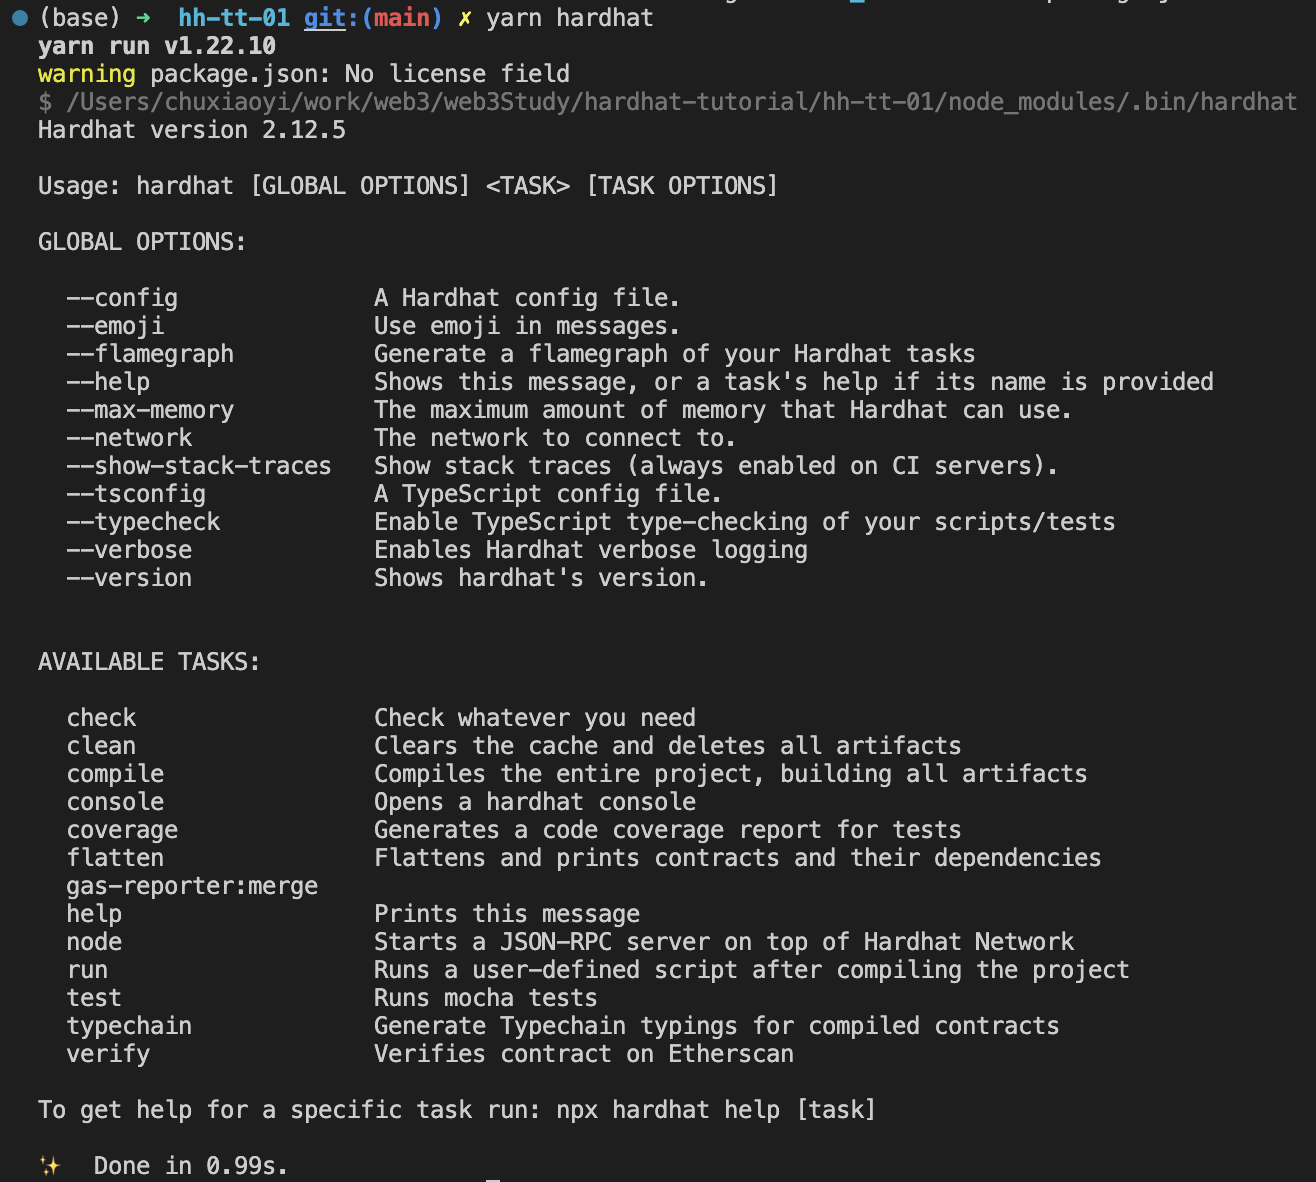 (base) ➜ hh-tt-01 git:(main) ✗ yarn hardhat
yarn run v1.22.10
warning package.json: No license field
$ /Users/chuxiaoyi/work/web3/web3Study/hardhat-tutorial/hh-tt-01/node_modules/.bin/hardhat
Hardhat version 2.12.5
Usage: hardhat [GLOBAL OPTIONS] <TASK> [TASK OPTIONS]
GLOBAL OPTIONS:
--config A Hardhat config file.
--emoji Use emoji in messages.
--flamegraph Generate a flamegraph of your Hardhat tasks
--help Shows this message, or a task's help if its name is provided
--max-memory The maximum amount of memory that Hardhat can use.
--network The network to connect to.
--show-stack-traces Show stack traces (always enabled on CI servers).
--tsconfig A TypeScript config file.
--typecheck Enable TypeScript type-checking of your scripts/tests
--verbose Enables Hardhat verbose logging
--version Shows hardhat's version.
AVAILABLE TASKS:
check Check whatever you need
clean Clears the cache and deletes all artifacts
compile Compiles the entire project, building all artifacts
console Opens a hardhat console
coverage Generates a code coverage report for tests
flatten Flattens and prints contracts and their dependencies
gas-reporter:merge
help Prints this message
node Starts a JSON-RPC server on top of Hardhat Network
run Runs a user-defined script after compiling the project
test Runs mocha tests
typechain Generate Typechain typings for compiled contracts
verify Verifies contract on Etherscan
To get help for a specific task run: npx hardhat help [task]
✨ Done in 0.99s.